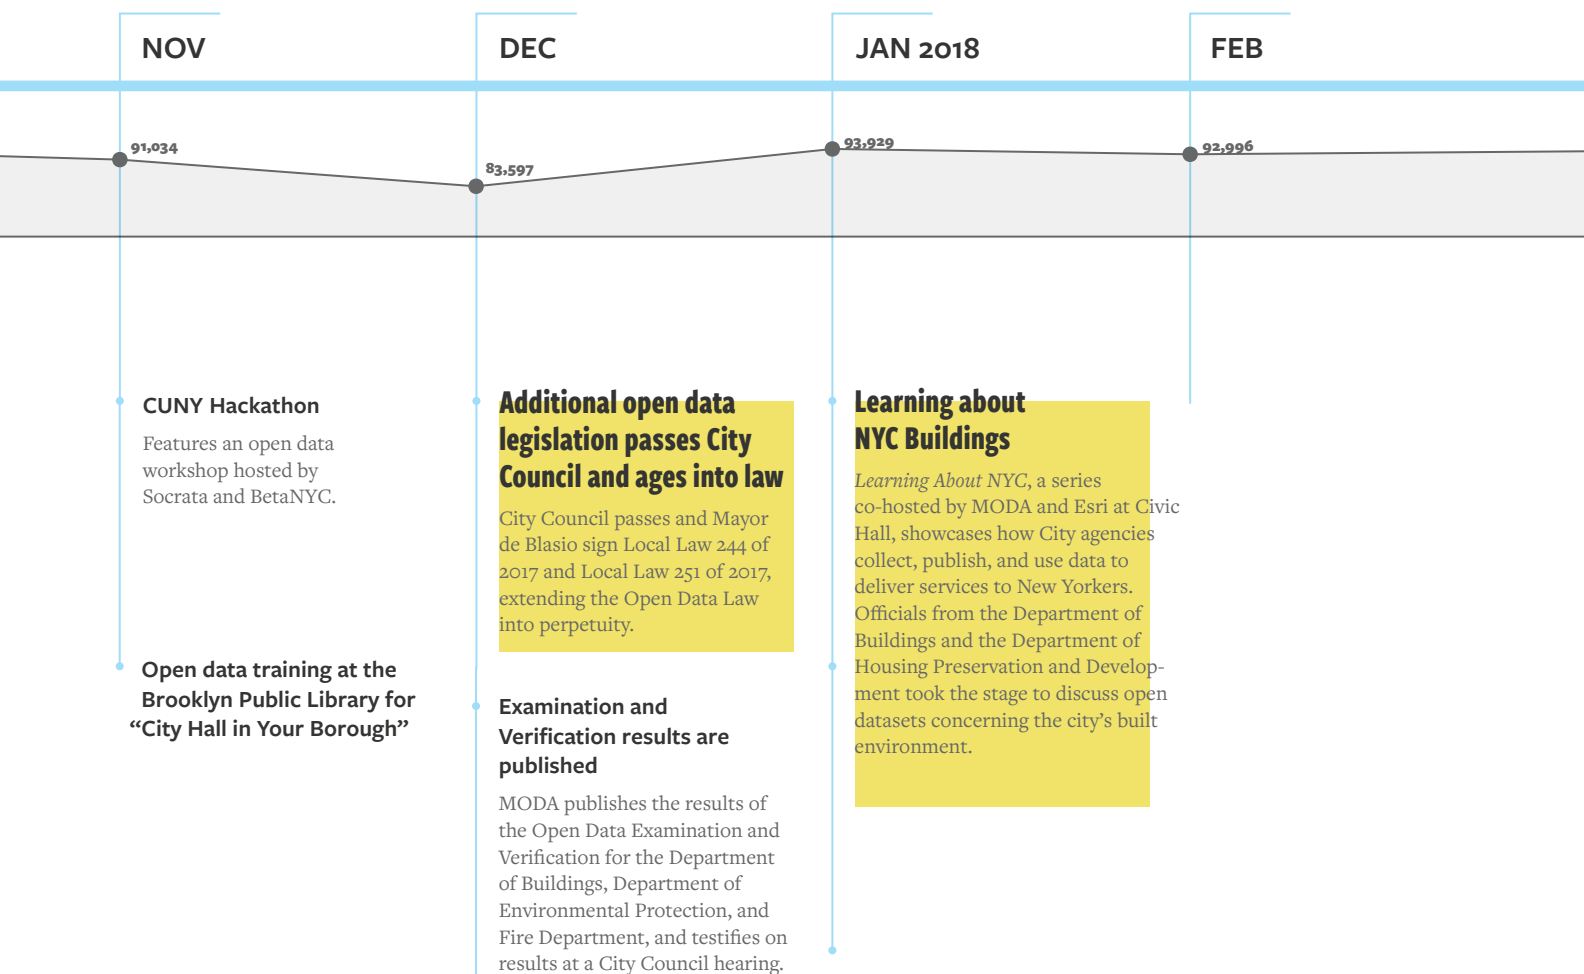 NOV
DEC
JAN 2018
FEB
91,034
83,597
93,929
92,996
CUNY Hackathon
Features an open data
workshop hosted by
Socrata and BetaNYC.
Open data training at the
Brooklyn Public Library for
“City Hall in Your Borough”
Additional open data
legislation passes City
Council and ages into law
City Council passes and Mayor
de Blasio sign Local Law 244 of
2017 and Local Law 251 of 2017,
extending the Open Data Law
into perpetuity.
Examination and
Verification results are
published
MODA publishes the results of
the Open Data Examination and
Verification for the Department
of Buildings, Department of
Environmental Protection, and
Fire Department, and testifies on
results at a City Council hearing.
Learning about
NYC Buildings
Learning About NYC, a series
co-hosted by MODA and Esri at Civic
Hall, showcases how City agencies
collect, publish, and use data to
deliver services to New Yorkers.
Officials from the Department of
Buildings and the Department of
Housing Preservation and Develop-
ment took the stage to discuss open
datasets concerning the city’s built
environment.